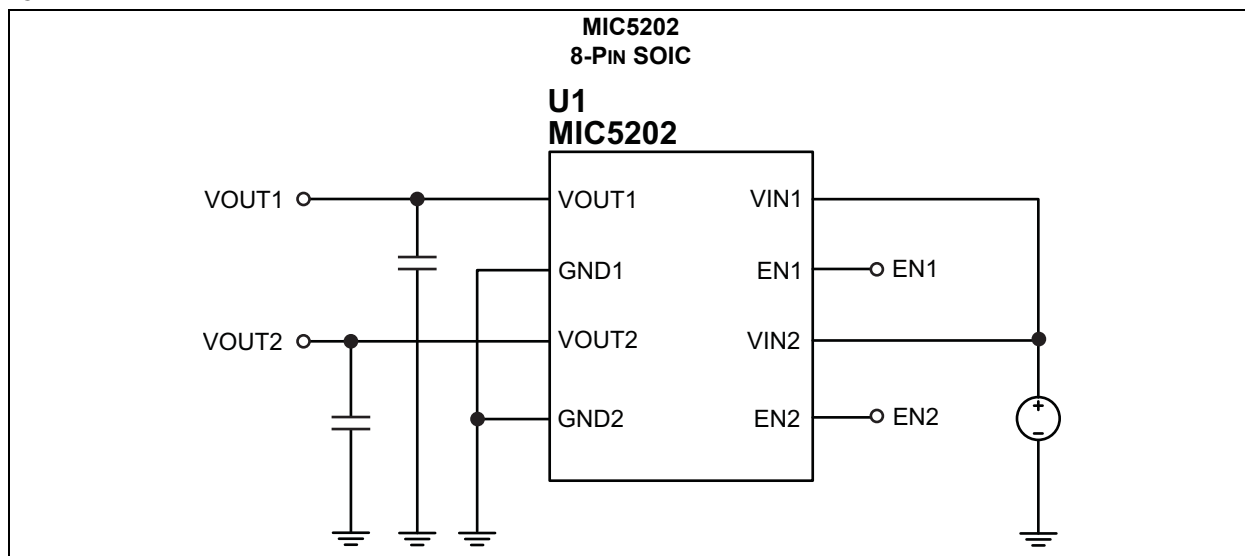 MIC5202
8-PIN SOIC
U1
MIC5202
VOUT1 VOUT1 VIN1
GND1 EN1 EN1
VOUT2 VOUT2 VIN2
GND2 EN2 EN2
+
–